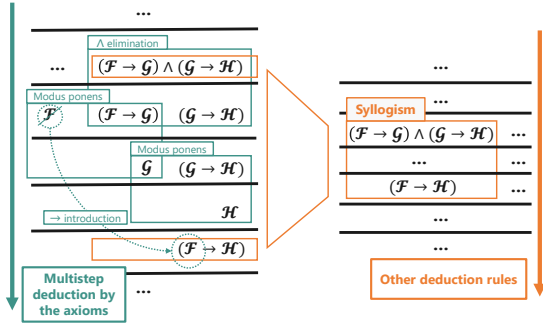 ...
Λ elimination
... (𝓕 → 𝓖) ∧ (𝓖 → 𝓗)
Modus ponens
𝓕 (𝓕 → 𝓖) (𝓖 → 𝓗)
Modus ponens
𝓖 (𝓖 → 𝓗)
→ introduction
𝓗
(𝓕 → 𝓗)
...
Multistep
deduction by
the axioms
...
...
Syllogism
(𝓕 → 𝓖) ∧ (𝓖 → 𝓗) ...
...
(𝓕 → 𝓗) ...
...
...
Other deduction rules